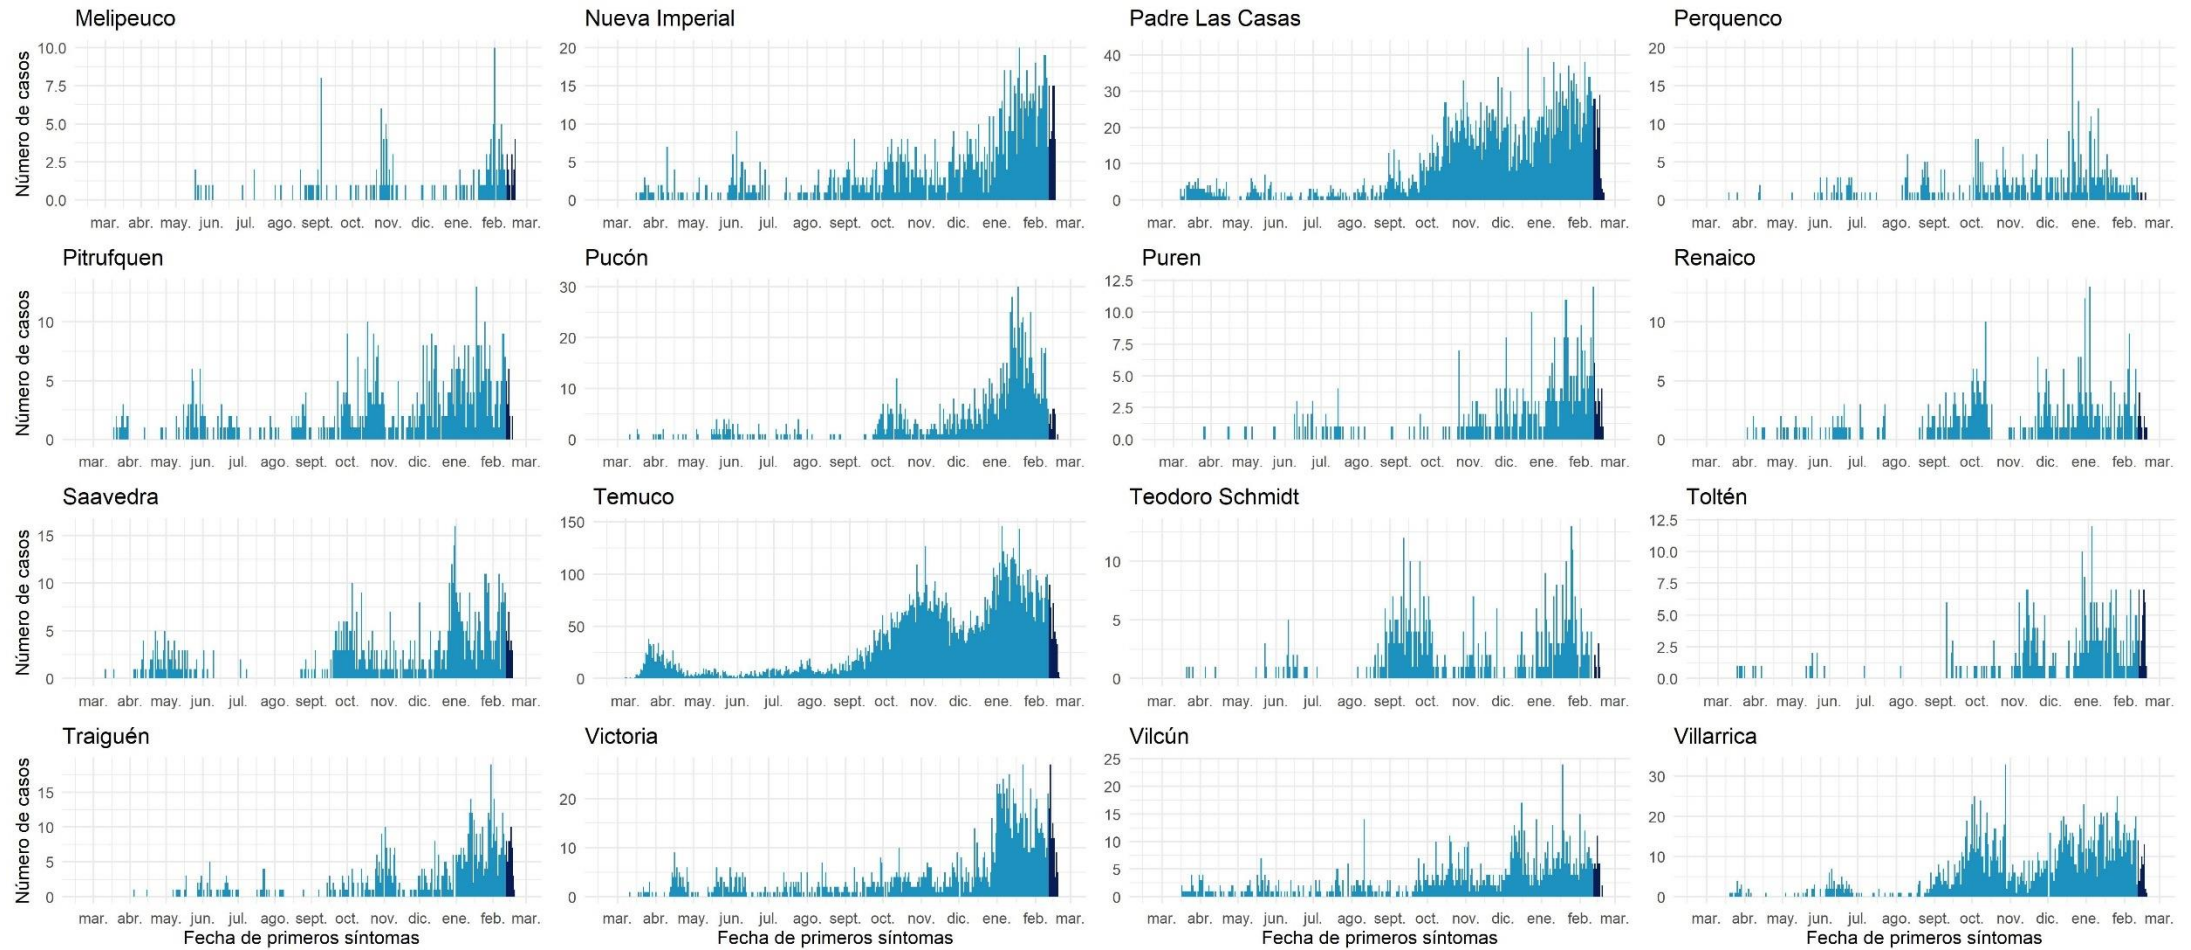 Melipeuco
Nueva Imperial
Padre Las Casas
Perquenco
Número de casos
10.0
7.5
5.0
2.5
0.0
20
15
10
5
0
40
30
20
10
0
20
15
10
5
0
mar. abr. may. jun. jul. ago. sept. oct. nov. dic. ene. feb. mar.
mar. abr. may. jun. jul. ago. sept. oct. nov. dic. ene. feb. mar.
mar. abr. may. jun. jul. ago. sept. oct. nov. dic. ene. feb. mar.
mar. abr. may. jun. jul. ago. sept. oct. nov. dic. ene. feb. mar.
Pitrufquen
Pucón
Puren
Renaico
Número de casos
10
5
0
30
20
10
0
12.5
10.0
7.5
5.0
2.5
0.0
10
5
0
mar. abr. may. jun. jul. ago. sept. oct. nov. dic. ene. feb. mar.
mar. abr. may. jun. jul. ago. sept. oct. nov. dic. ene. feb. mar.
mar. abr. may. jun. jul. ago. sept. oct. nov. dic. ene. feb. mar.
mar. abr. may. jun. jul. ago. sept. oct. nov. dic. ene. feb. mar.
Saavedra
Temuco
Teodoro Schmidt
Toltén
Número de casos
15
10
5
0
150
100
50
0
10
5
0
12.5
10.0
7.5
5.0
2.5
0.0
mar. abr. may. jun. jul. ago. sept. oct. nov. dic. ene. feb. mar.
mar. abr. may. jun. jul. ago. sept. oct. nov. dic. ene. feb. mar.
mar. abr. may. jun. jul. ago. sept. oct. nov. dic. ene. feb. mar.
mar. abr. may. jun. jul. ago. sept. oct. nov. dic. ene. feb. mar.
Traiguén
Victoria
Vilcún
Villarrica
Número de casos
15
10
5
0
20
10
0
25
20
15
10
5
0
30
20
10
0
mar. abr. may. jun. jul. ago. sept. oct. nov. dic. ene. feb. mar.
mar. abr. may. jun. jul. ago. sept. oct. nov. dic. ene. feb. mar.
mar. abr. may. jun. jul. ago. sept. oct. nov. dic. ene. feb. mar.
mar. abr. may. jun. jul. ago. sept. oct. nov. dic. ene. feb. mar.
Fecha de primeros síntomas
Fecha de primeros síntomas
Fecha de primeros síntomas
Fecha de primeros síntomas